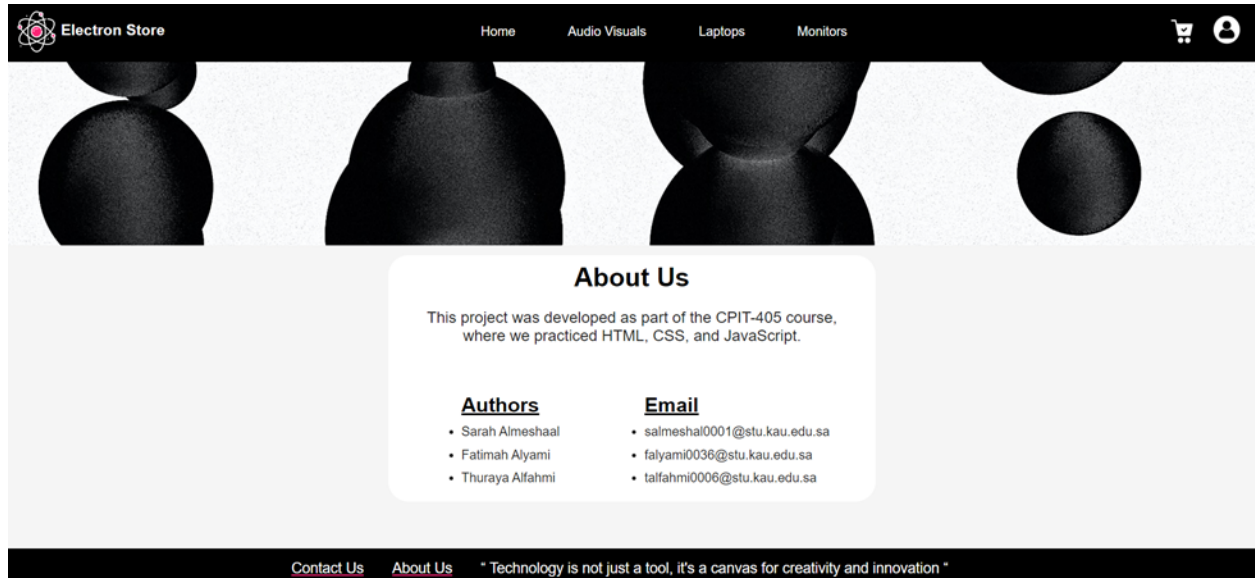 Electron Store
Home Audio Visuals Laptops Monitors
About Us
This project was developed as part of the CPIT-405 course,
where we practiced HTML, CSS, and JavaScript.
Authors
• Sarah Almeshaal
• Fatimah Alyami
• Thuraya Alfahmi
Email
• salmeshal0001@stu.kau.edu.sa
• falyami0036@stu.kau.edu.sa
• talfahmi0006@stu.kau.edu.sa
Contact Us About Us “ Technology is not just a tool, it's a canvas for creativity and innovation “